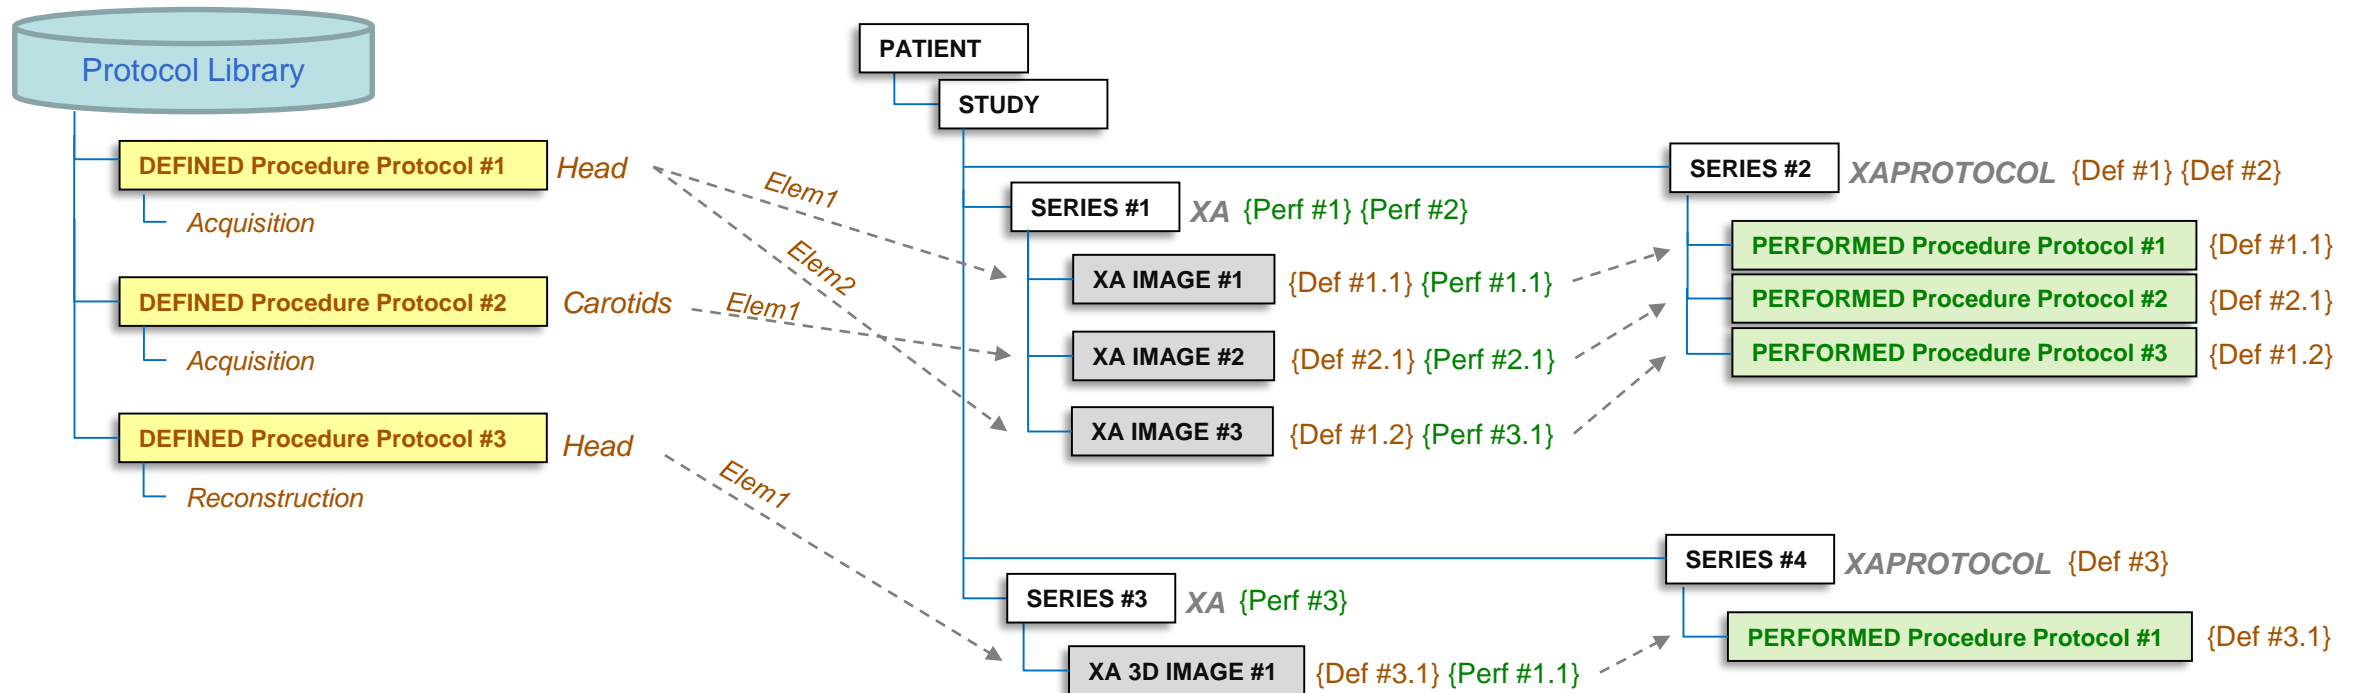 Protocol Library
DEFINED Procedure Protocol #1 Head
Acquisition
DEFINED Procedure Protocol #2 Carotids
Acquisition
DEFINED Procedure Protocol #3 Head
Reconstruction
Elem1
Elem2
Elem1
Elem1
PATIENT
STUDY
SERIES #1 XA {Perf #1} {Perf #2}
XA IMAGE #1 {Def #1.1} {Perf #1.1}
XA IMAGE #2 {Def #2.1} {Perf #2.1}
XA IMAGE #3 {Def #1.2} {Perf #3.1}
SERIES #2 XAPROTOCOL {Def #1} {Def #2}
PERFORMED Procedure Protocol #1 {Def #1.1}
PERFORMED Procedure Protocol #2 {Def #2.1}
PERFORMED Procedure Protocol #3 {Def #1.2}
SERIES #3 XA {Perf #3}
XA 3D IMAGE #1 {Def #3.1} {Perf #1.1}
SERIES #4 XAPROTOCOL {Def #3}
PERFORMED Procedure Protocol #1 {Def #3.1}